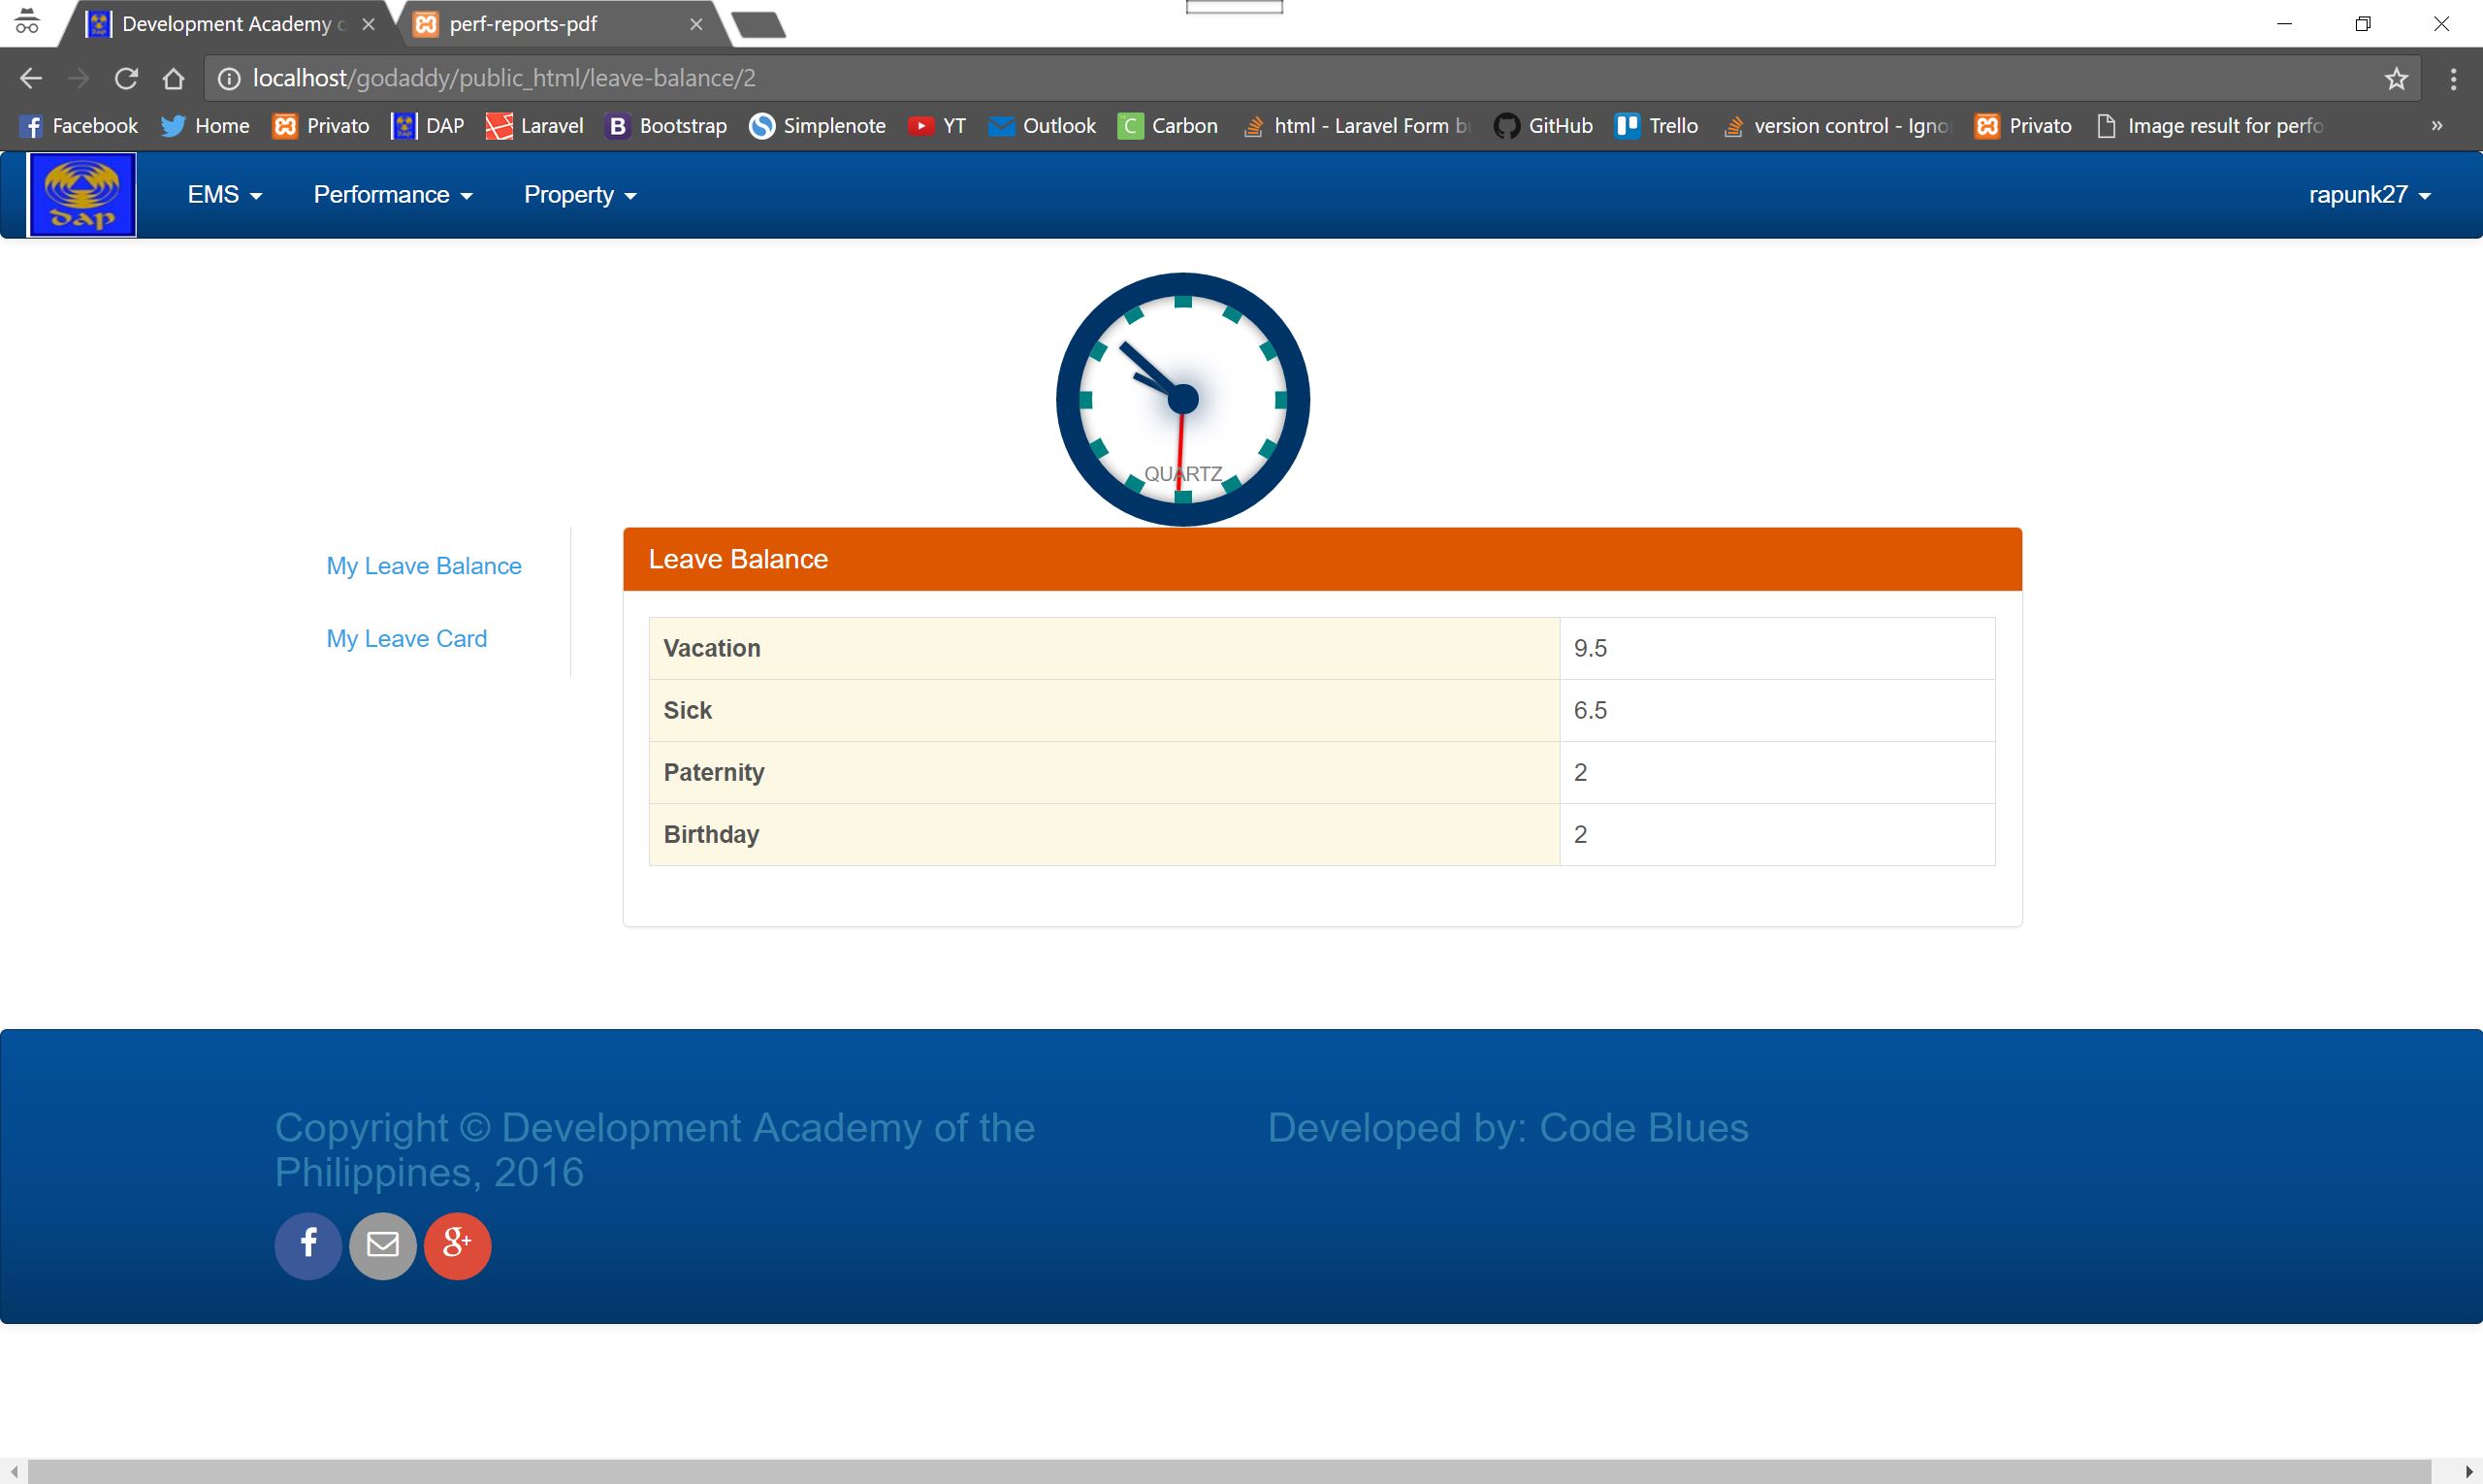 Development Academy
perf-reports-pdf
localhost/godaddy/public_html/leave-balance/2
Facebook Home Privato DAP Laravel Bootstrap Simplenote YT Outlook Carbon html - Laravel Form GitHub Trello version control - Privato Image result for
dap
EMS Performance Property rapunk27
QUARTZ
My Leave Balance
My Leave Card
Leave Balance
Vacation 9.5
Sick 6.5
Paternity 2
Birthday 2
Copyright © Development Academy of the
Philippines, 2016
Developed by: Code Blues